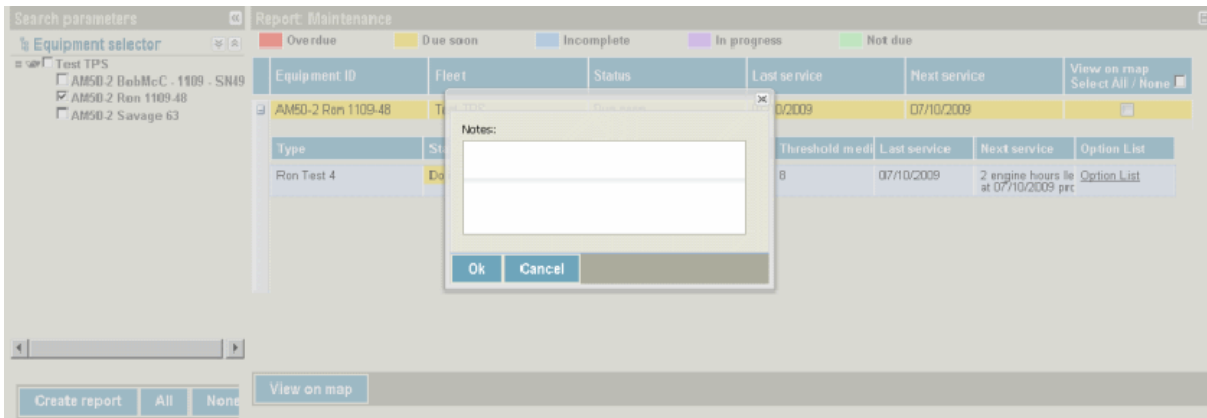 Search parameters
Equipment selector
Test TPS
AM50-2 BobMcC - 1109 - SN49
AM50-2 Ron 1109-48
AM50-2 Savage 63
Create report All None
Report: Maintenance
Overdue Due soon Incomplete In progress Not due
Equipment ID Fleet Status Last service Next service View on map
Select All / None
AM50-2 Ron 1109-48 0/2009 07/10/2009
Type Threshold medi Last service Next service Option List
Ron Test 4 8 07/10/2009 2 engine hours
at 07/10/2009 Option List
Notes:
Ok Cancel
View on map